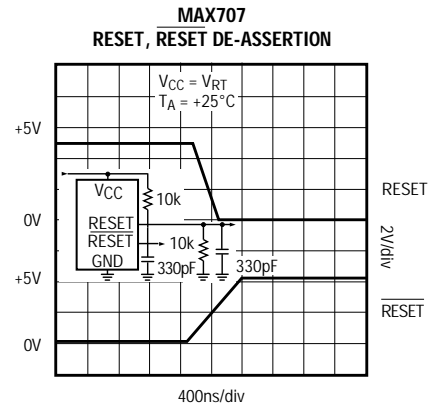 MAX707
RESET, RESET DE-ASSERTION
VCC = VRT
TA = +25°C
+5V
VCC
10k
RESET
0V
RESET
RESET
10k
2V/div
GND
+5V
330pF
330pF
RESET
0V
400ns/div